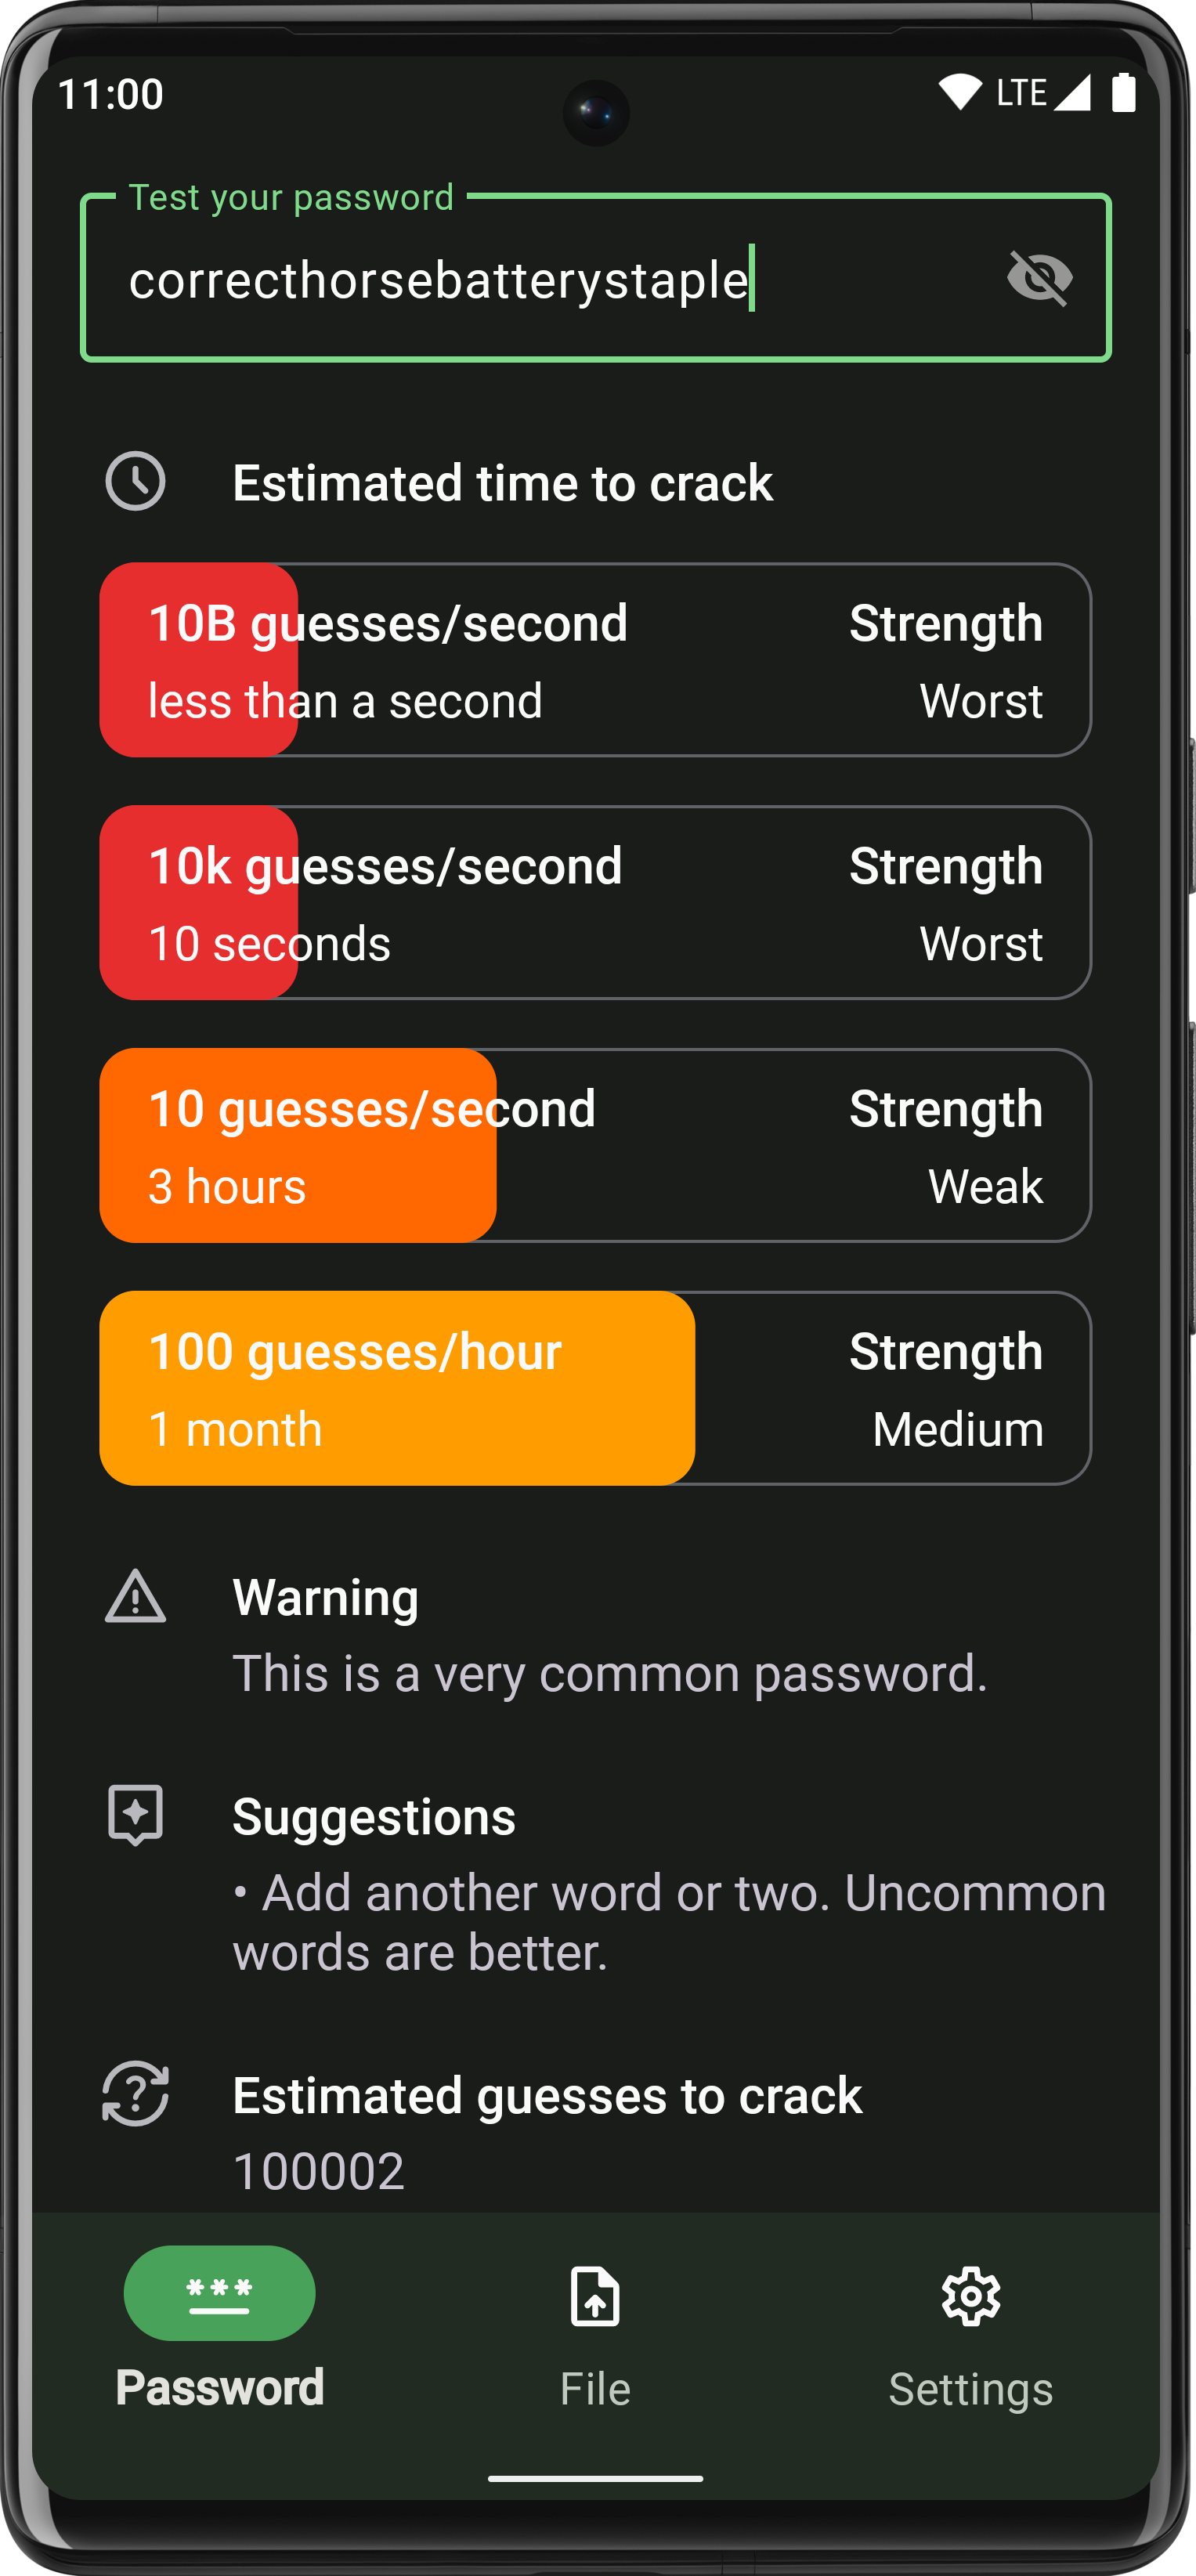 11:00 LTE
Test your password
correcthorsebatterystaple
Estimated time to crack
10B guesses/second Strength
less than a second Worst
10k guesses/second Strength
10 seconds Worst
10 guesses/second Strength
3 hours Weak
100 guesses/hour Strength
1 month Medium
Warning
This is a very common password.
Suggestions
• Add another word or two. Uncommon
words are better.
Estimated guesses to crack
100002
***
Password File Settings